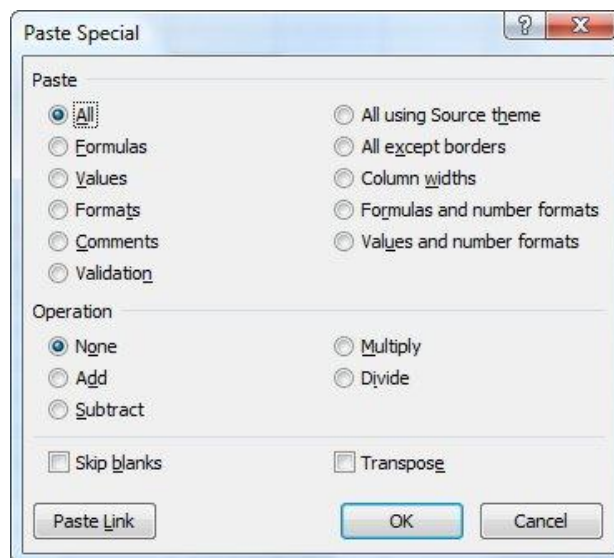 Paste Special
Paste
All
All using Source theme
Formulas
All except borders
Values
Column widths
Formats
Formulas and number formats
Comments
Values and number formats
Validation
Operation
None
Multiply
Add
Divide
Subtract
Skip blanks
Transpose
Paste Link
OK
Cancel